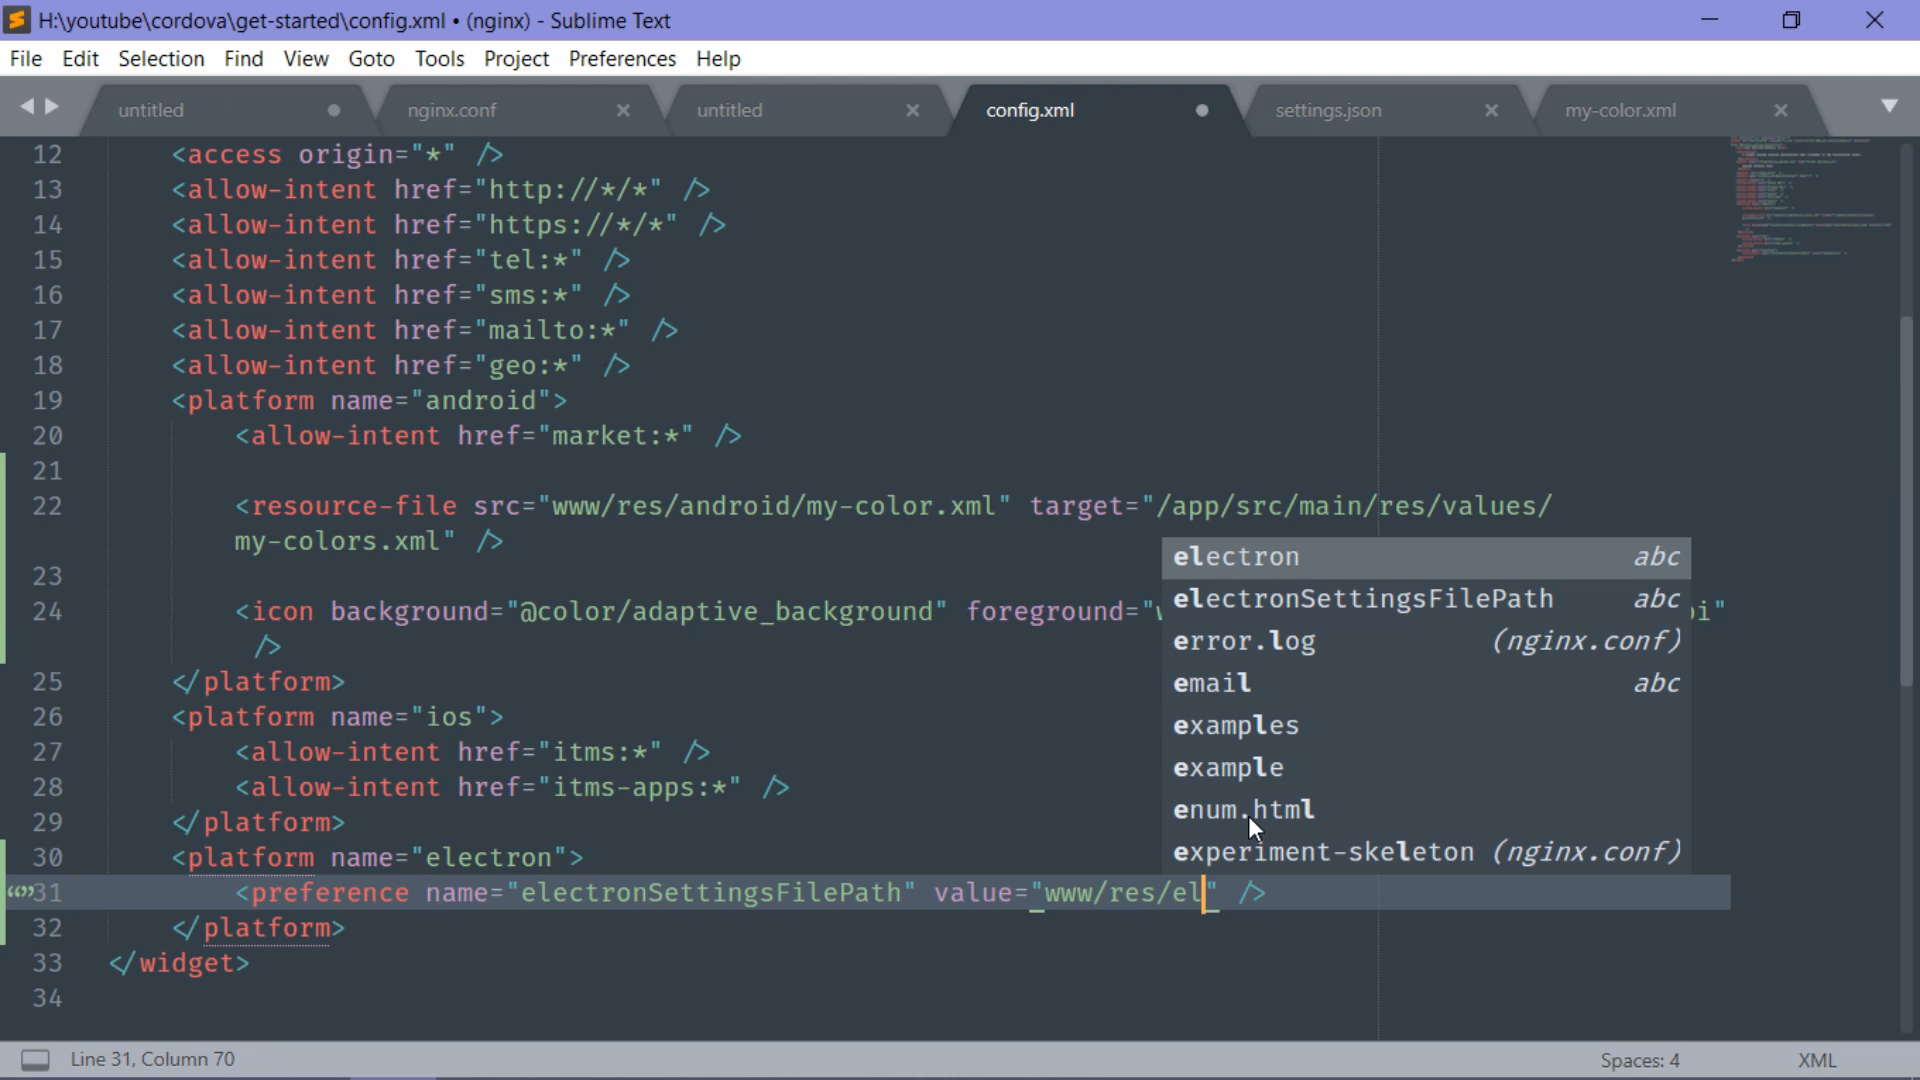 H:\youtube\cordova\get-started\config.xml • (nginx) - Sublime Text
File Edit Selection Find View Goto Tools Project Preferences Help
untitled nginx.conf untitled config.xml settings.json my-color.xml
12 <access origin="*" />
13 <allow-intent href="http://*/*" />
14 <allow-intent href="https://*/*" />
15 <allow-intent href="tel:*" />
16 <allow-intent href="sms:*" />
17 <allow-intent href="mailto:*" />
18 <allow-intent href="geo:*" />
19 <platform name="android">
20 <allow-intent href="market:*" />
21
22 <resource-file src="www/res/android/my-color.xml" target="/app/src/main/res/values/
my-colors.xml" />
23
24 <icon background="@color/adaptive_background" foreground="
/>
25 </platform>
26 <platform name="ios">
27 <allow-intent href="itms:*" />
28 <allow-intent href="itms-apps:*" />
29 </platform>
30 <platform name="electron">
31 <preference name="electronSettingsFilePath" value="www/res/el" />
32 </platform>
33 </widget>
34
electron abc
electronSettingsFilePath abc
error.log (nginx.conf)
email abc
examples
example
enum.html
experiment-skeleton (nginx.conf)
Line 31, Column 70 Spaces: 4 XML